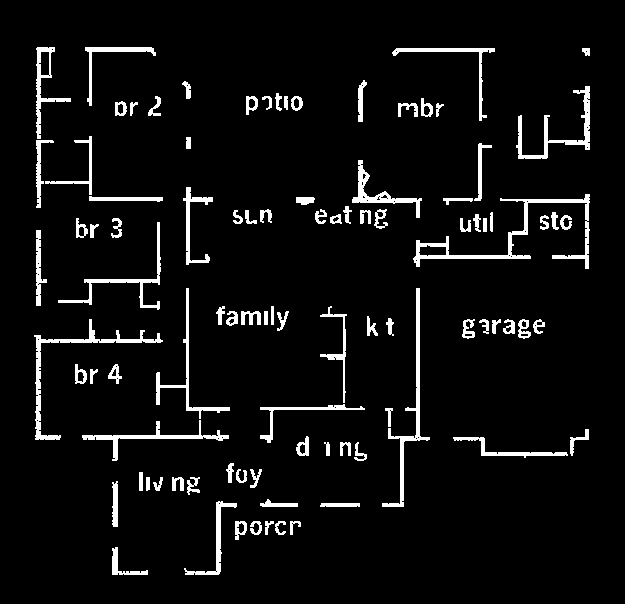 br 2
patio
mbr
br 3
sun
eating
util
sto
family
kit
garage
br 4
dining
living
foy
porch